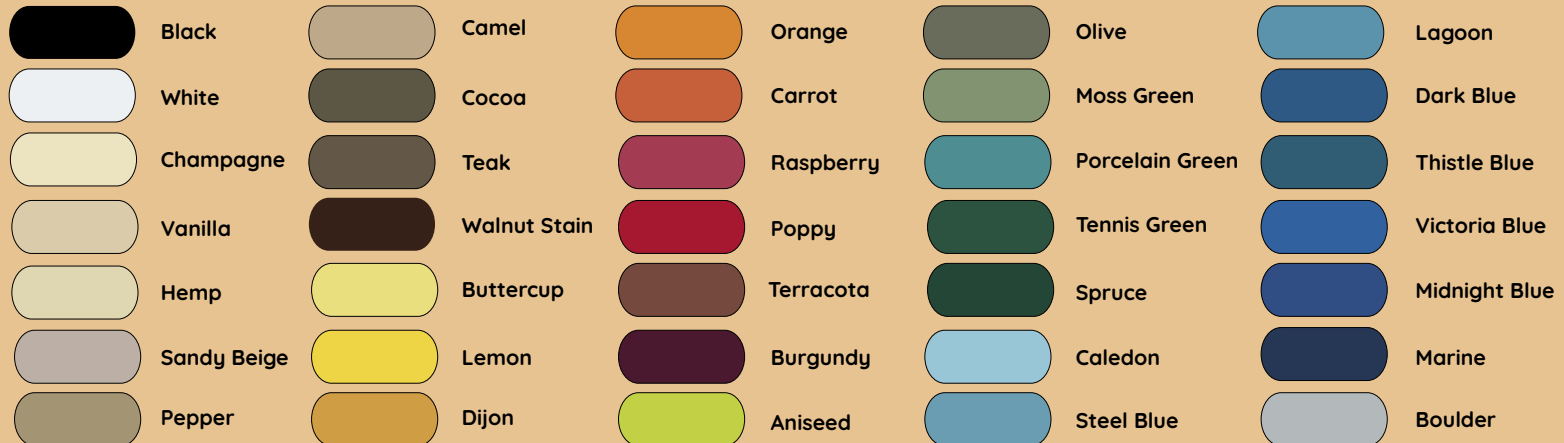 Black
White
Champagne
Vanilla
Hemp
Sandy Beige
Pepper
Camel
Cocoa
Teak
Walnut Stain
Buttercup
Lemon
Dijon
Orange
Carrot
Raspberry
Poppy
Terracota
Burgundy
Aniseed
Olive
Moss Green
Porcelain Green
Tennis Green
Spruce
Caledon
Steel Blue
Lagoon
Dark Blue
Thistle Blue
Victoria Blue
Midnight Blue
Marine
Boulder